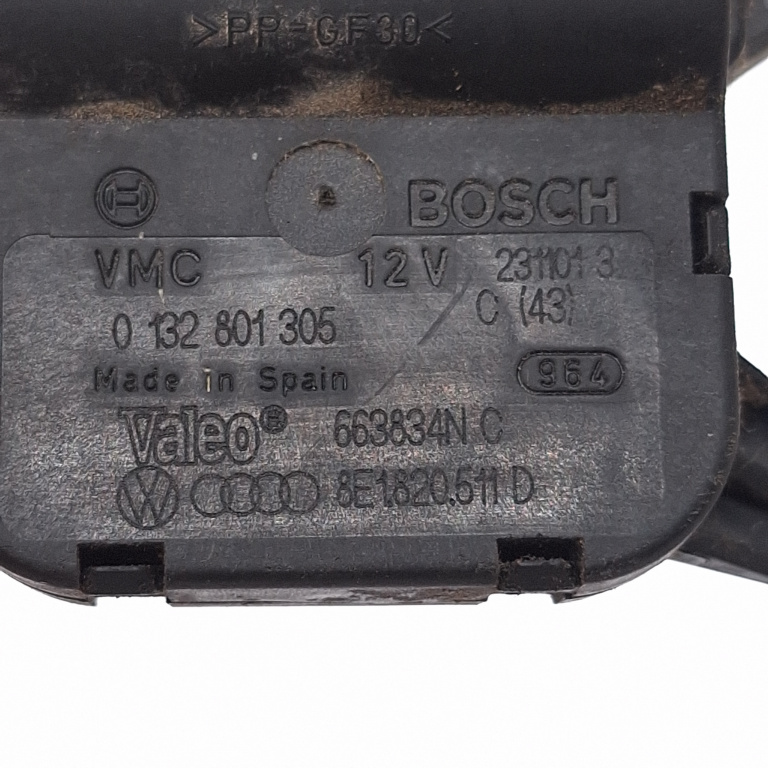 >PP-GF30<
BOSCH
VMC 12V 231101 3
C (43)
0 132 801 305
Made in Spain 964
Valeo® 663834N C
8E1.820.511 D